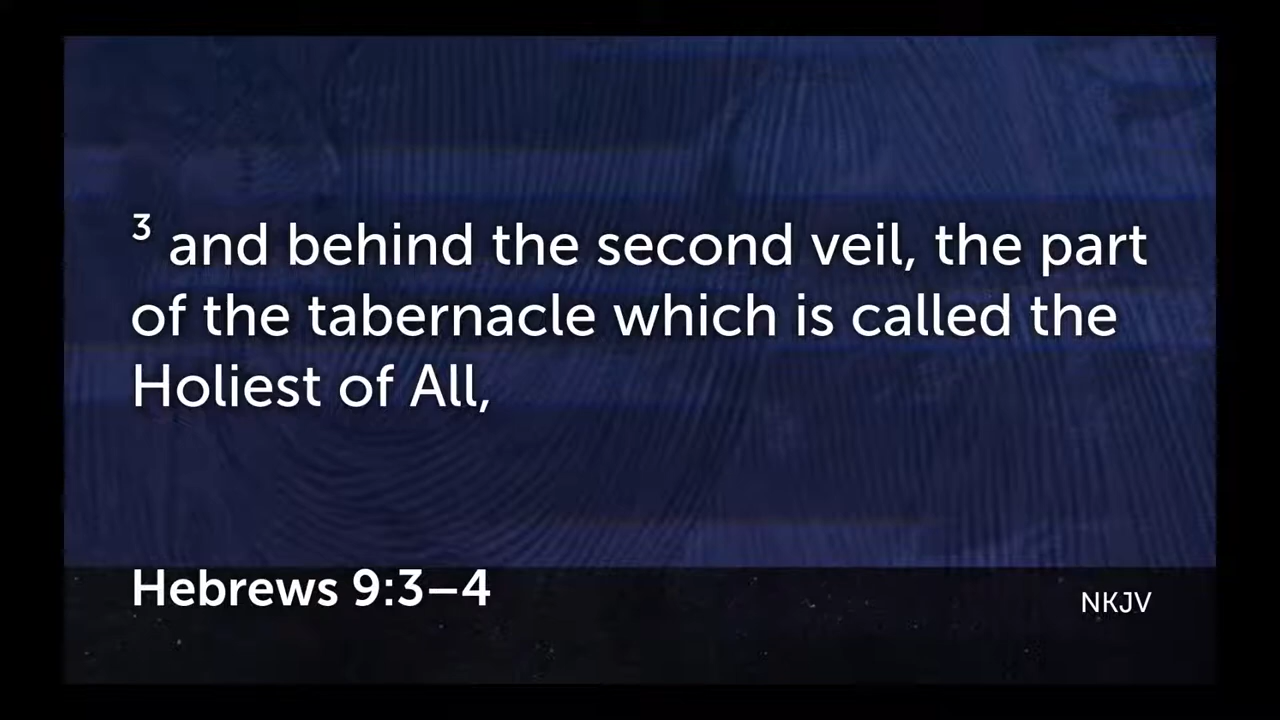 3 and behind the second veil, the part
of the tabernacle which is called the
Holiest of All,
Hebrews 9:3–4
NKJV